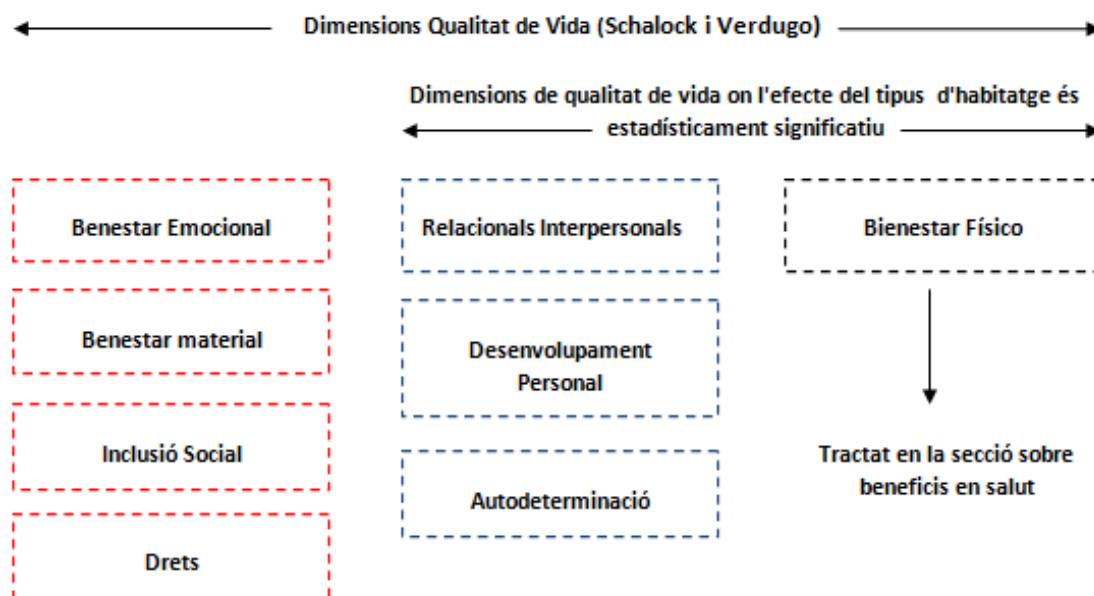 Dimensions Qualitat de Vida (Schalock i Verdugo)
Dimensions de qualitat de vida on l'efecte del tipus d'habitatge és
estadísticament significatiu
Benestar Emocional
Benestar material
Inclusió Social
Drets
Relacionals Interpersonals
Desenvolupament
Personal
Autodeterminació
Bienestar Físico
Tractat en la secció sobre
beneficis en salut